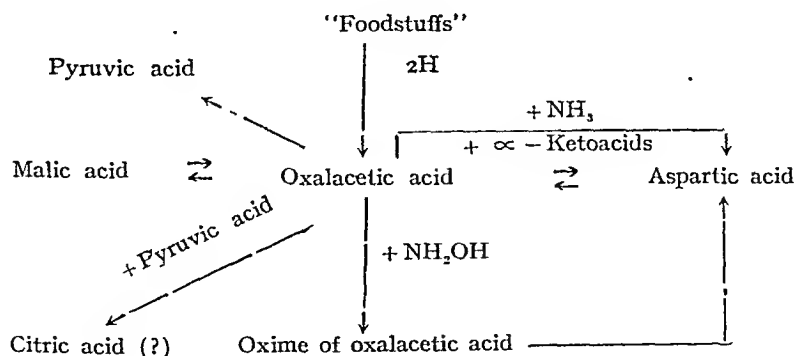 "Foodstuffs"
Pyruvic acid
2H
+ NH₃
+ ∝ – Ketoacids
Malic acid ⇄ Oxalacetic acid ⇄ Aspartic acid
+ Pyruvic acid
+ NH₂OH
Citric acid (?) Oxime of oxalacetic acid